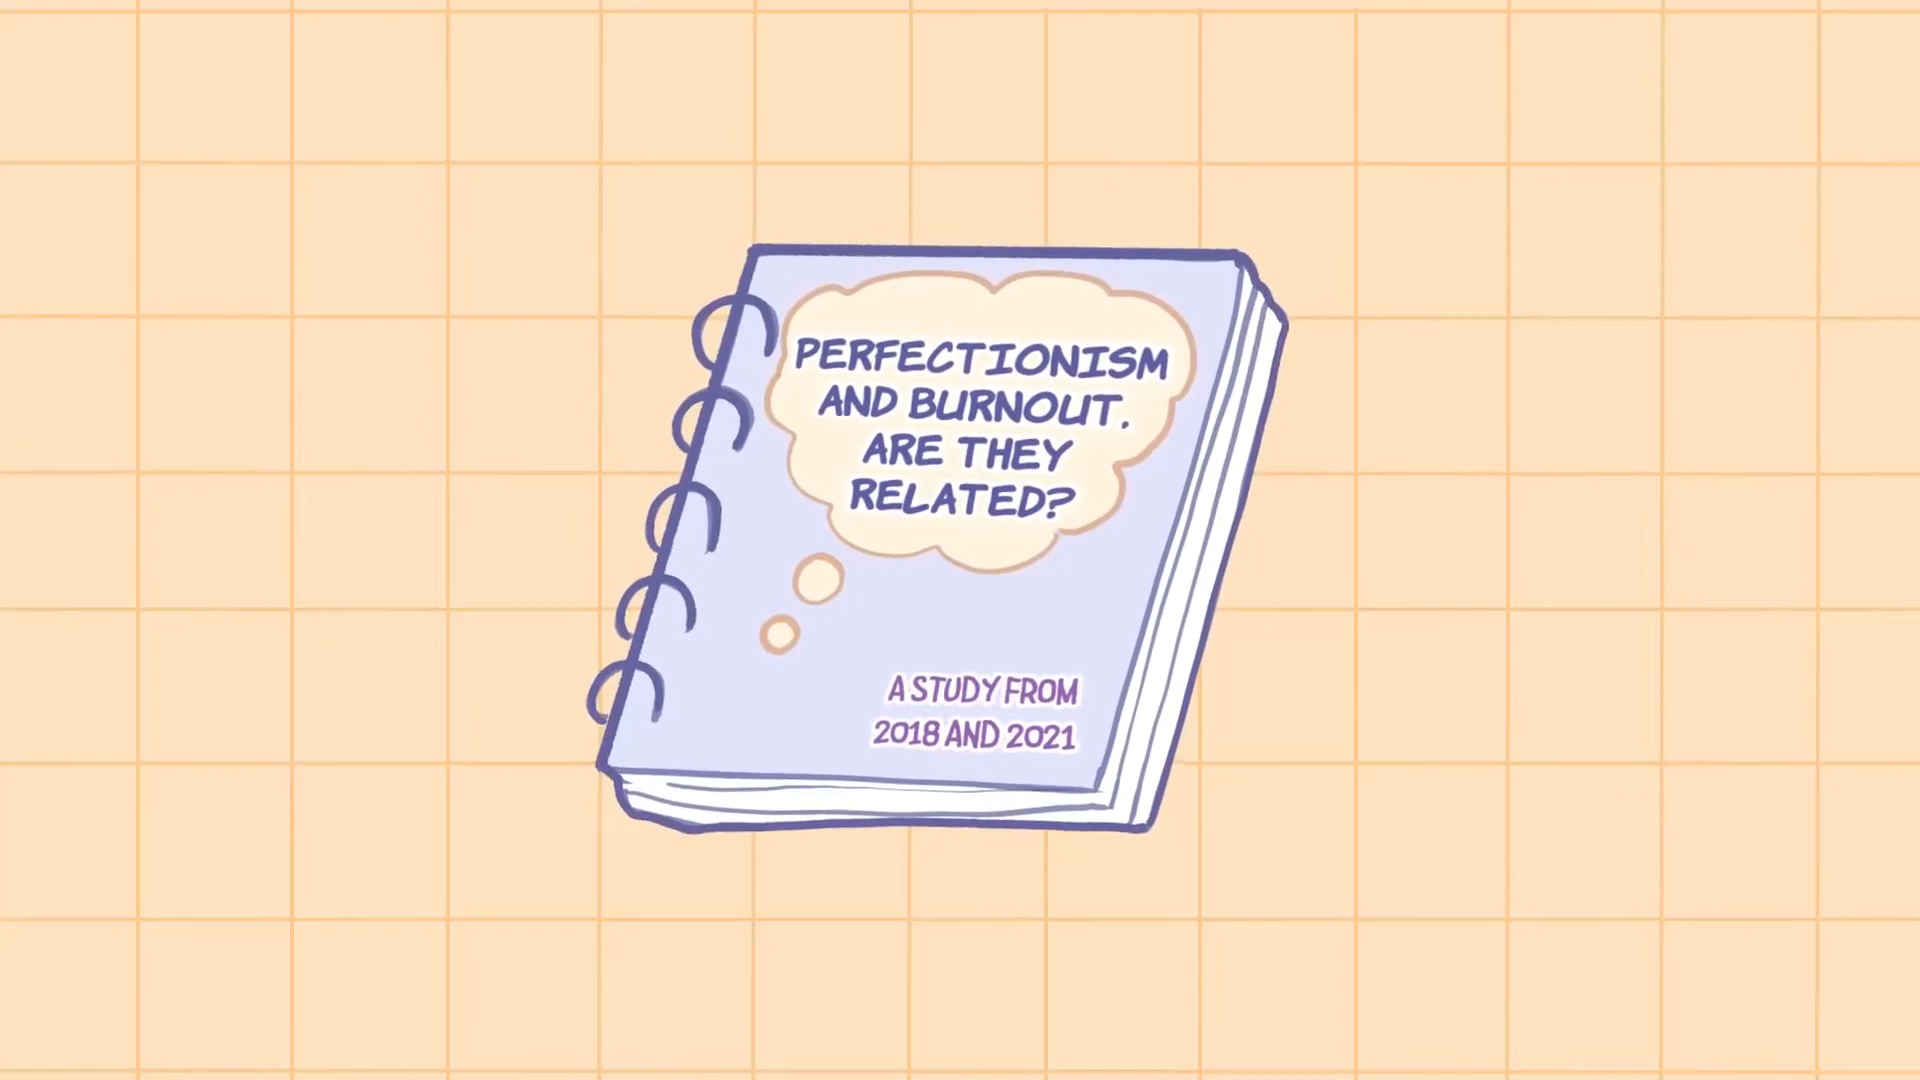 PERFECTIONISM
AND BURNOUT.
ARE THEY
RELATED?
A STUDY FROM
2018 AND 2021